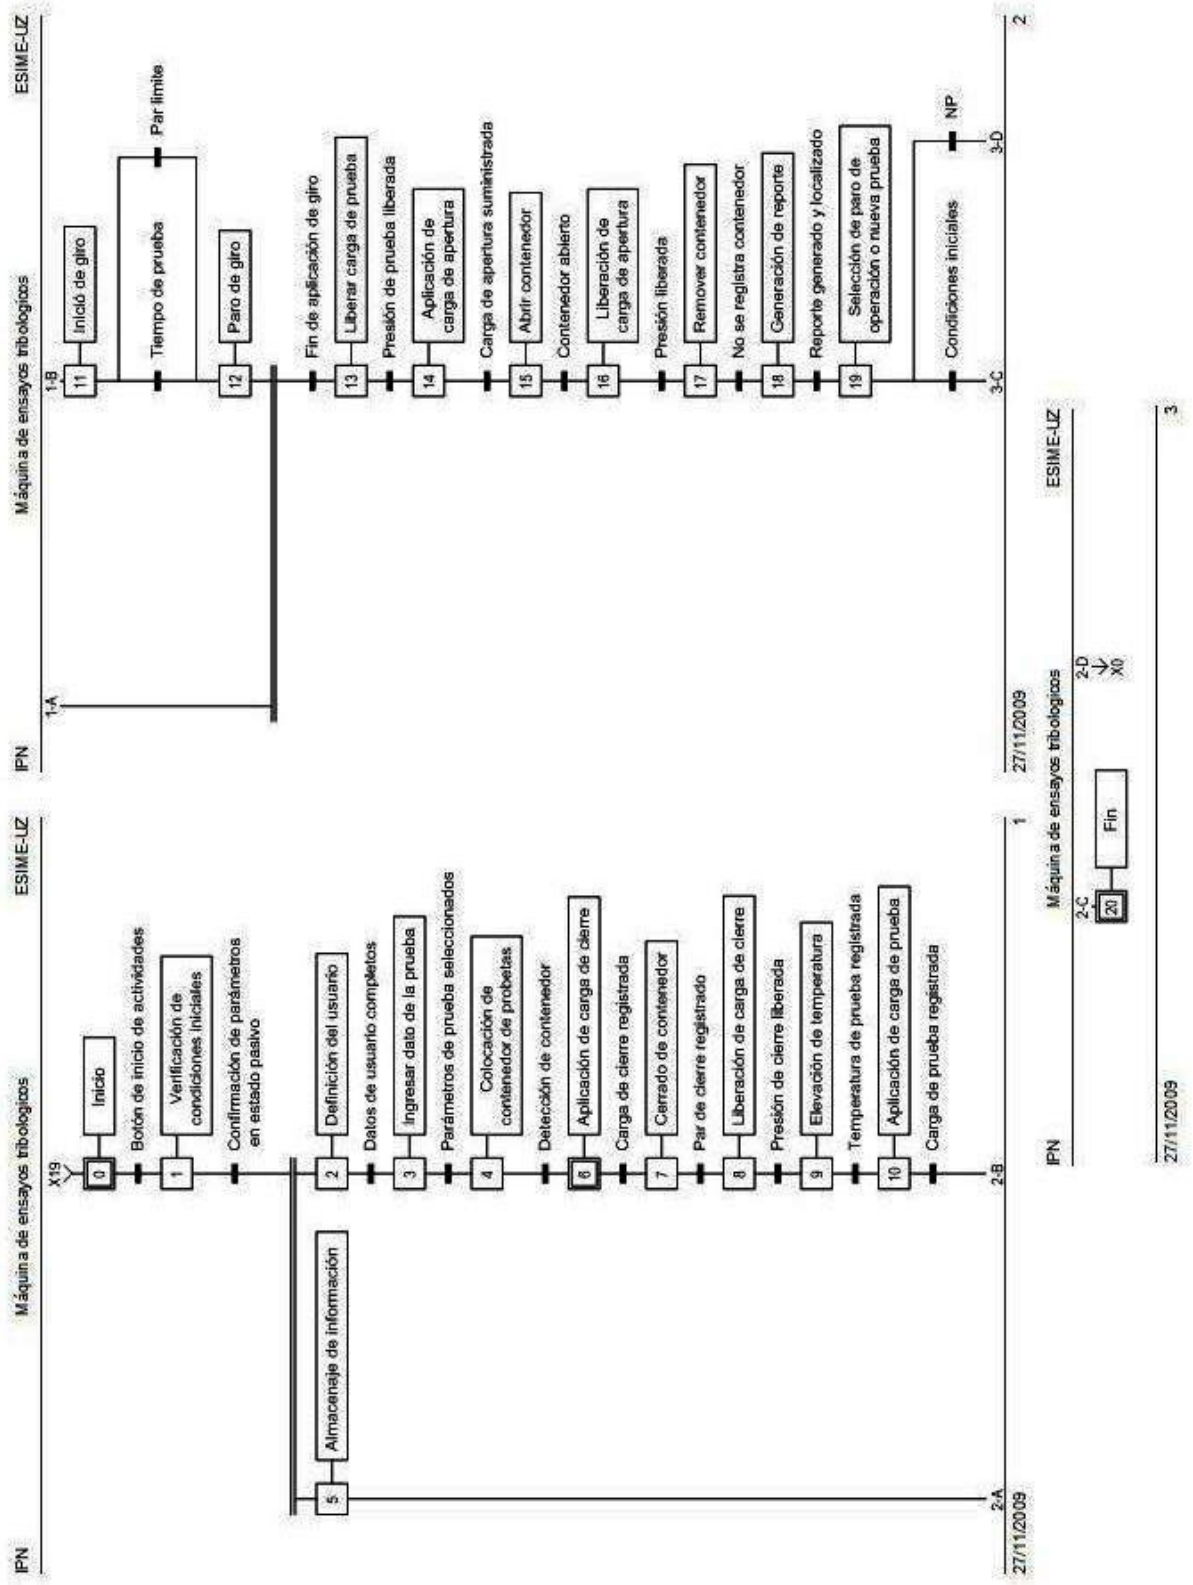 IPN
Máquina de ensayos tribologicos
ESIME-UZ
X19
0
Inicio
Botón de inicio de actividades
1
Verificación de
condiciones iniciales
Confirmación de parámetros
en estado pasivo
5
Almacenaje de información
2
Definición del usuario
Datos de usuario completos
3
Ingresar dato de la prueba
Parámetros de prueba seleccionados
4
Colocación de
contenedor de probetas
Detección de contenedor
6
Aplicación de carga de cierre
Carga de cierre registrada
7
Cerrado de contenedor
Par de cierre registrado
8
Liberación de carga de cierre
Presión de cierre liberada
9
Elevación de temperatura
Temperatura de prueba registrada
10
Aplicación de carga de prueba
Carga de prueba registrada
2-A
2-B
27/11/2009
1
IPN
Máquina de ensayos tribologicos
ESIME-UZ
1-A
1-B
11
Inició de giro
Tiempo de prueba
Par limite
12
Paro de giro
Fin de aplicación de giro
13
Liberar carga de prueba
Presión de prueba liberada
14
Aplicación de
carga de apertura
Carga de apertura suministrada
15
Abrir contenedor
Contenedor abierto
16
Liberación de
carga de apertura
Presión liberada
17
Remover contenedor
No se registra contenedor
18
Generación de reporte
Reporte generado y localizado
19
Selección de paro de
operación o nueva prueba
Condiciones iniciales
NP
3-C
3-D
27/11/2009
2
IPN
Máquina de ensayos tribologicos
ESIME-UZ
2-C
20
Fin
2-D
X0
27/11/2009
3